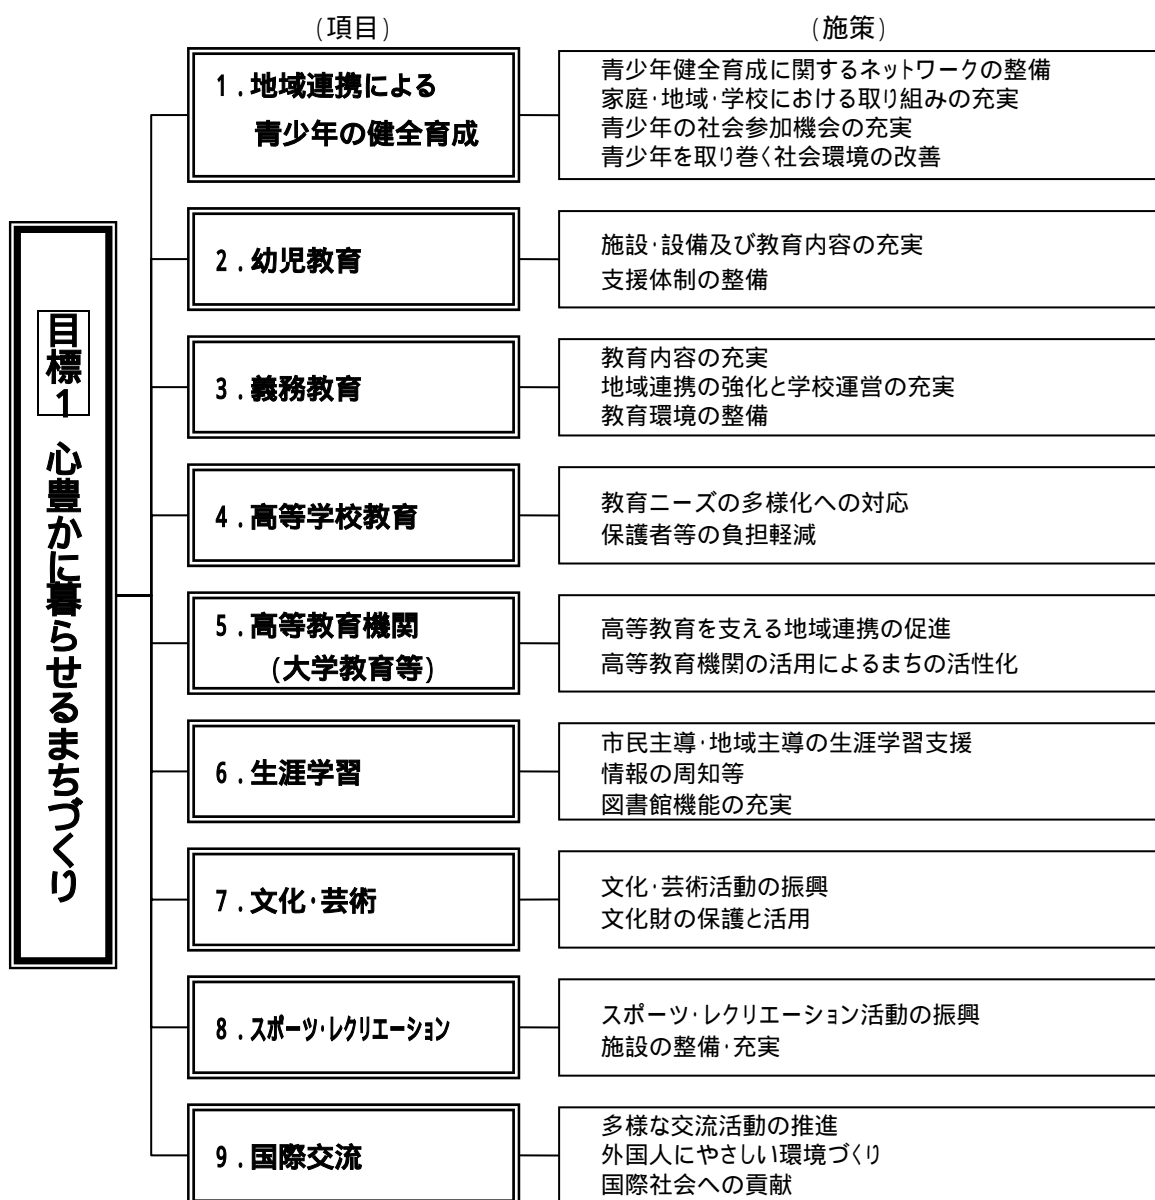 (項目)
(施策)
目標1 心豊かに暮らせるまちづくり
1.地域連携による
青少年の健全育成
青少年健全育成に関するネットワークの整備
家庭・地域・学校における取り組みの充実
青少年の社会参加機会の充実
青少年を取り巻く社会環境の改善
2.幼児教育
施設・設備及び教育内容の充実
支援体制の整備
3.義務教育
教育内容の充実
地域連携の強化と学校運営の充実
教育環境の整備
4.高等学校教育
教育ニーズの多様化への対応
保護者等の負担軽減
5.高等教育機関
(大学教育等)
高等教育を支える地域連携の促進
高等教育機関の活用によるまちの活性化
6.生涯学習
市民主導・地域主導の生涯学習支援
情報の周知等
図書館機能の充実
7.文化・芸術
文化・芸術活動の振興
文化財の保護と活用
8.スポーツ・レクリエーション
スポーツ・レクリエーション活動の振興
施設の整備・充実
9.国際交流
多様な交流活動の推進
外国人にやさしい環境づくり
国際社会への貢献